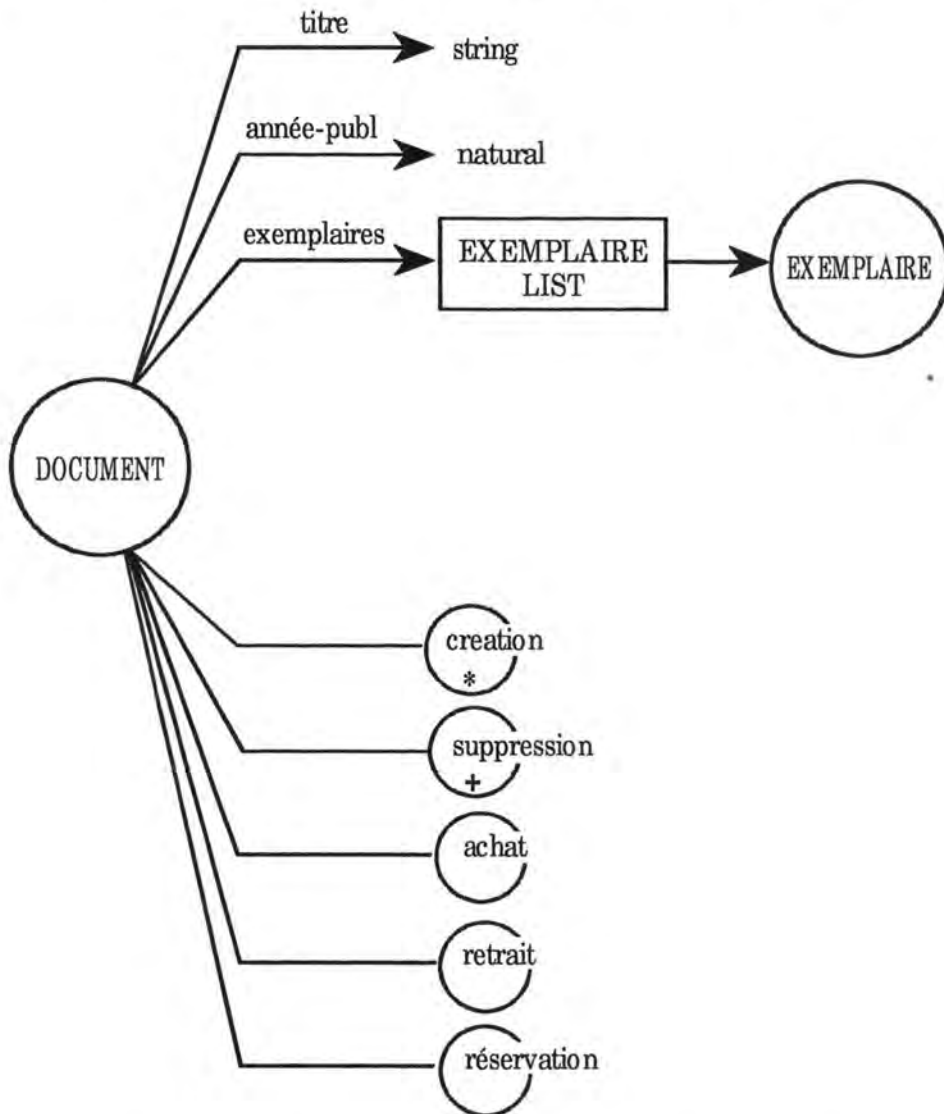 titre
string
année-publ
natural
exemplaires
EXEMPLAIRE
LIST
EXEMPLAIRE
DOCUMENT
creation
*
suppression
+
achat
retrait
réservation